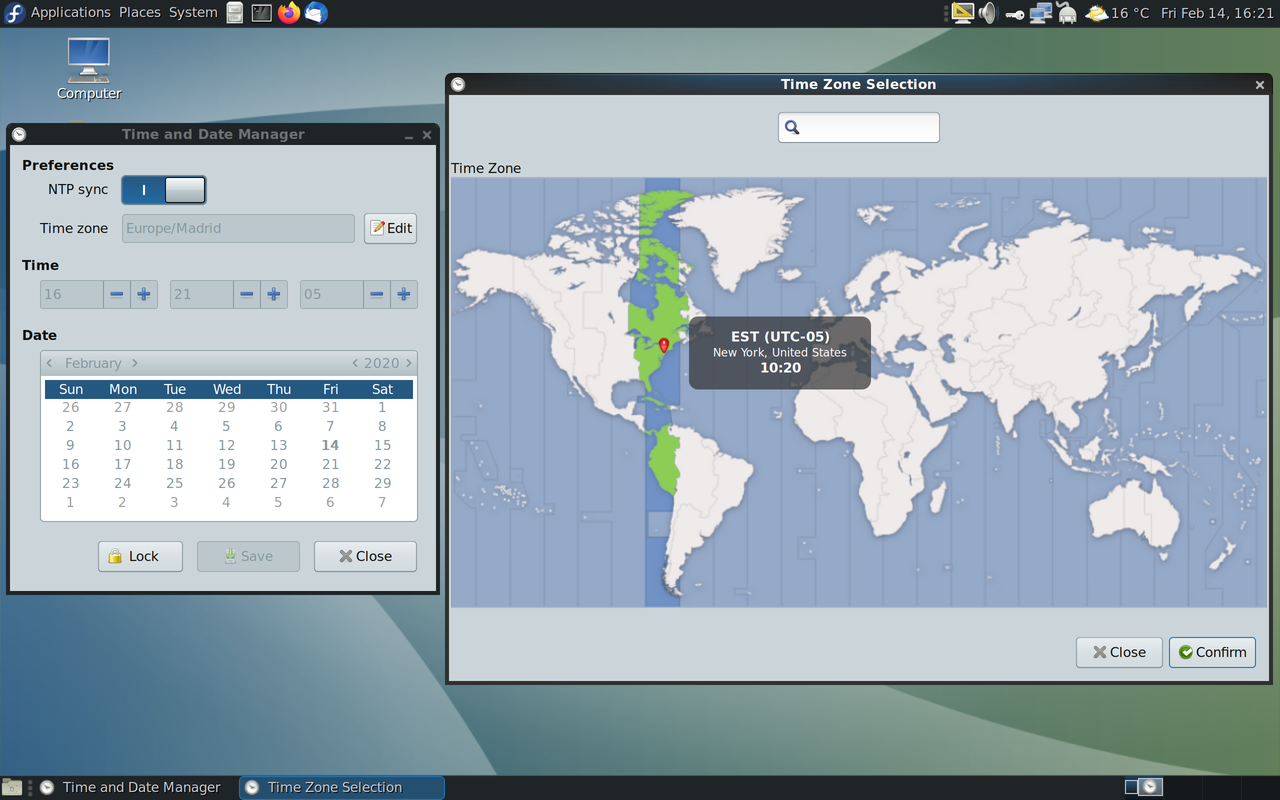 Applications Places System
16 °C Fri Feb 14, 16:21
Computer
Time and Date Manager
Preferences
NTP sync
Time zone Europe/Madrid Edit
Time
16 21 05
Date
February 2020
Sun Mon Tue Wed Thu Fri Sat
26 27 28 29 30 31 1
2 3 4 5 6 7 8
9 10 11 12 13 14 15
16 17 18 19 20 21 22
23 24 25 26 27 28 29
1 2 3 4 5 6 7
Lock Save Close
Time Zone Selection
Time Zone
EST (UTC-05)
New York, United States
10:20
Close Confirm
Time and Date Manager Time Zone Selection